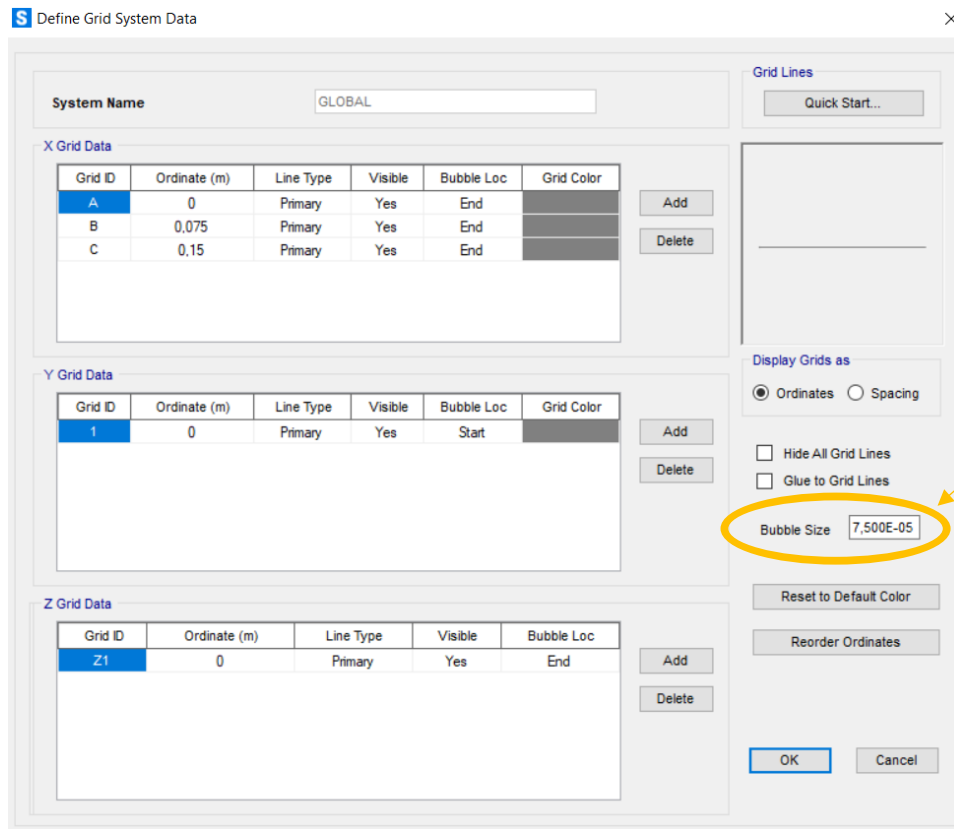 S Define Grid System Data
System Name GLOBAL
Grid Lines
Quick Start...
X Grid Data
Grid ID Ordinate (m) Line Type Visible Bubble Loc Grid Color
A 0 Primary Yes End
B 0,075 Primary Yes End
C 0,15 Primary Yes End
Add
Delete
Y Grid Data
Grid ID Ordinate (m) Line Type Visible Bubble Loc Grid Color
1 0 Primary Yes Start
Add
Delete
Z Grid Data
Grid ID Ordinate (m) Line Type Visible Bubble Loc
Z1 0 Primary Yes End
Add
Delete
Display Grids as
Ordinates Spacing
Hide All Grid Lines
Glue to Grid Lines
Bubble Size 7,500E-05
Reset to Default Color
Reorder Ordinates
OK Cancel